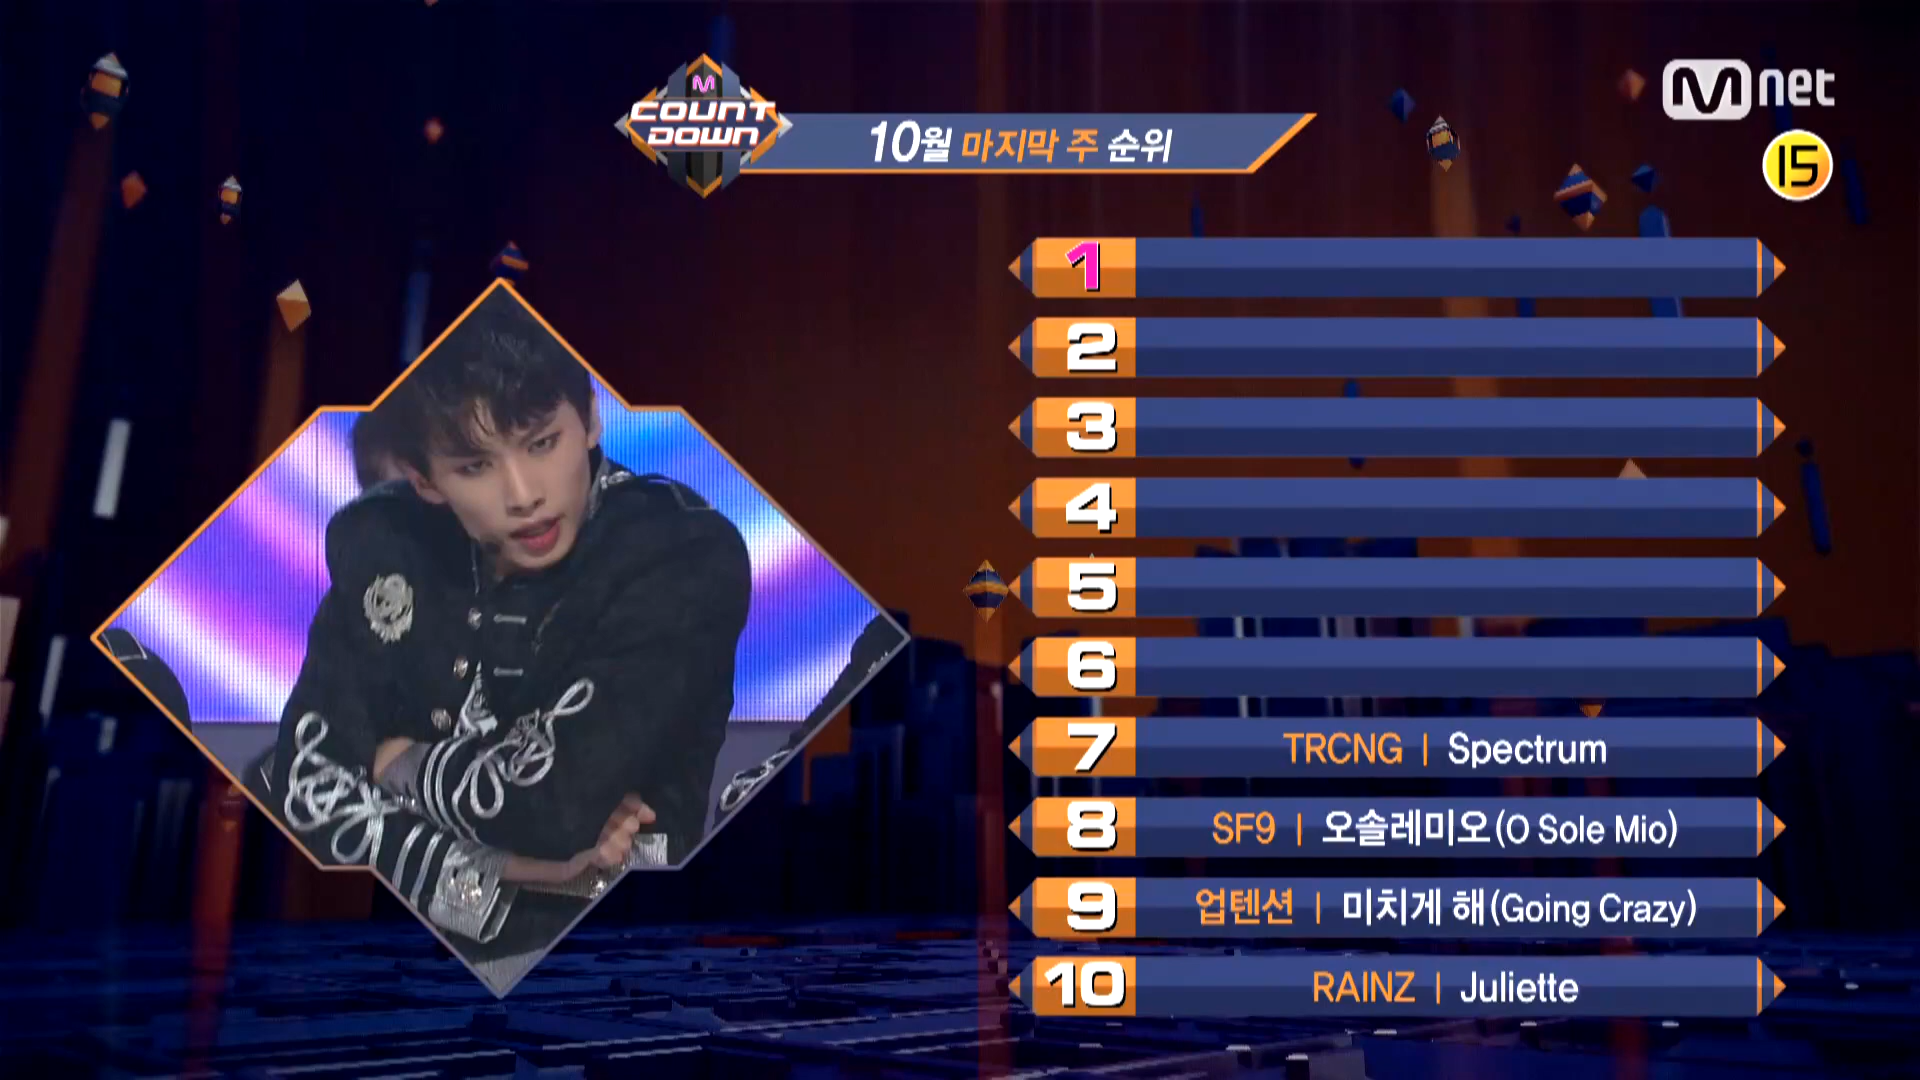 M
COUNT
DOWN
10월 마지막 주 순위
Mnet
15
1
2
3
4
5
6
7 TRCNG | Spectrum
8 SF9 | 오솔레미오(O Sole Mio)
9 업텐션 | 미치게 해(Going Crazy)
10 RAINZ | Juliette